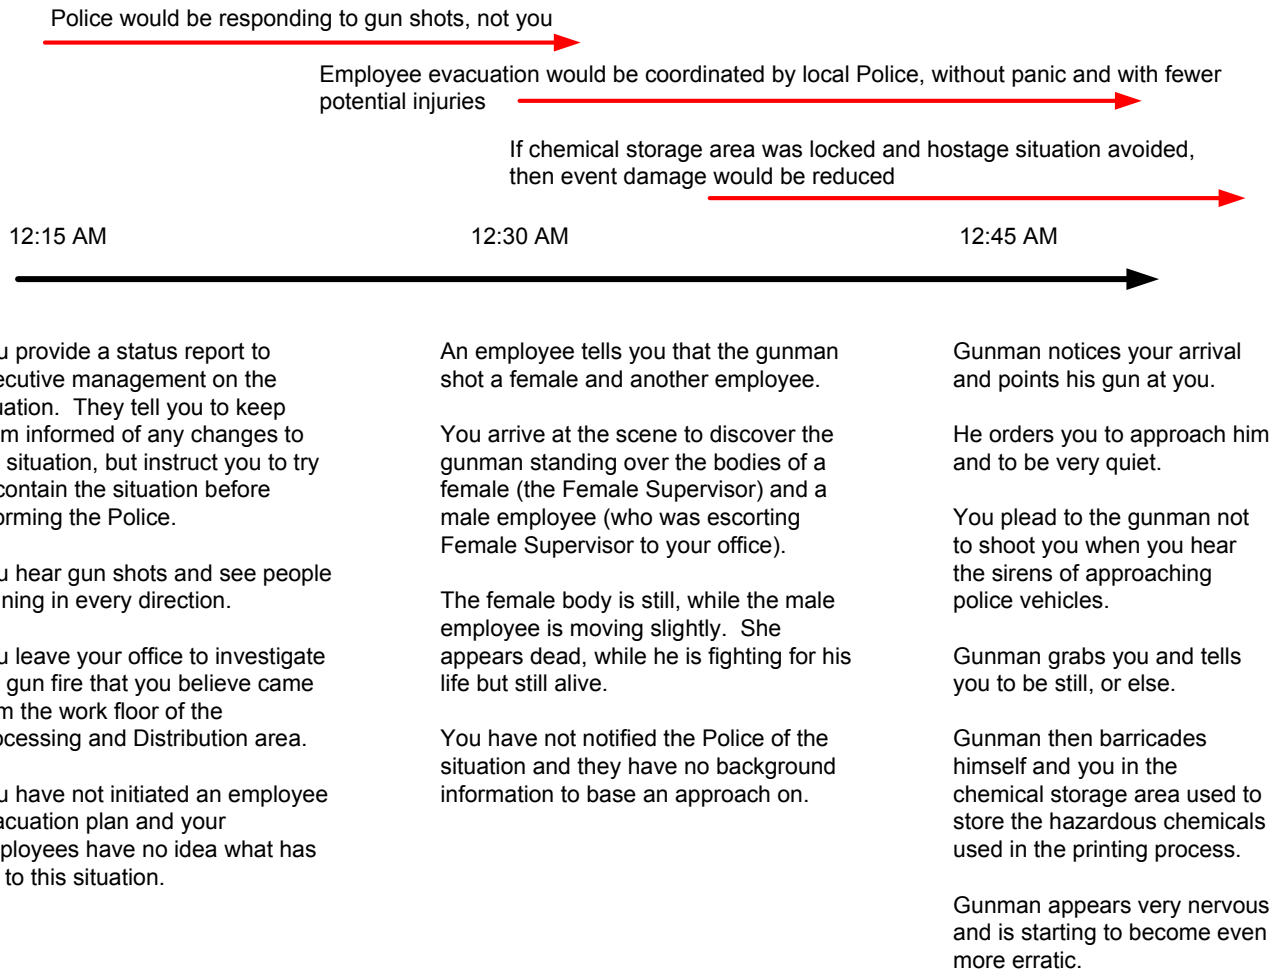 Police would be responding to gun shots, not you
Employee evacuation would be coordinated by local Police, without panic and with fewer
potential injuries
If chemical storage area was locked and hostage situation avoided,
then event damage would be reduced
12:15 AM
12:30 AM
12:45 AM
u provide a status report to
ecutive management on the
uation. They tell you to keep
m informed of any changes to
situation, but instruct you to try
contain the situation before
orming the Police.
u hear gun shots and see people
ning in every direction.
u leave your office to investigate
gun fire that you believe came
m the work floor of the
ocessing and Distribution area.
u have not initiated an employee
acuation plan and your
ployees have no idea what has
to this situation.
An employee tells you that the gunman
shot a female and another employee.
You arrive at the scene to discover the
gunman standing over the bodies of a
female (the Female Supervisor) and a
male employee (who was escorting
Female Supervisor to your office).
The female body is still, while the male
employee is moving slightly. She
appears dead, while he is fighting for his
life but still alive.
You have not notified the Police of the
situation and they have no background
information to base an approach on.
Gunman notices your arrival
and points his gun at you.
He orders you to approach him
and to be very quiet.
You plead to the gunman not
to shoot you when you hear
the sirens of approaching
police vehicles.
Gunman grabs you and tells
you to be still, or else.
Gunman then barricades
himself and you in the
chemical storage area used to
store the hazardous chemicals
used in the printing process.
Gunman appears very nervous
and is starting to become even
more erratic.